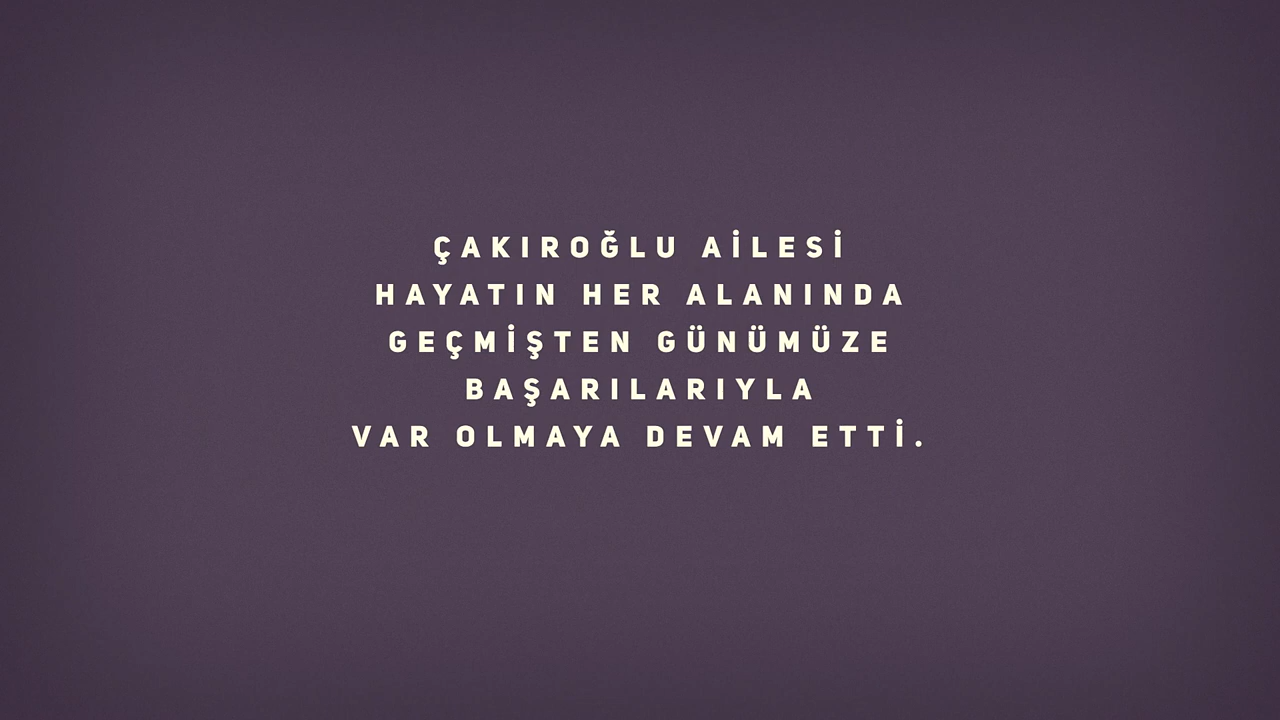 ÇAKIROĞLU AİLESİ
HAYATIN HER ALANINDA
GEÇMİŞTEN GÜNÜMÜZE
BAŞARILARIYLA
VAR OLMAYA DEVAM ETTİ.